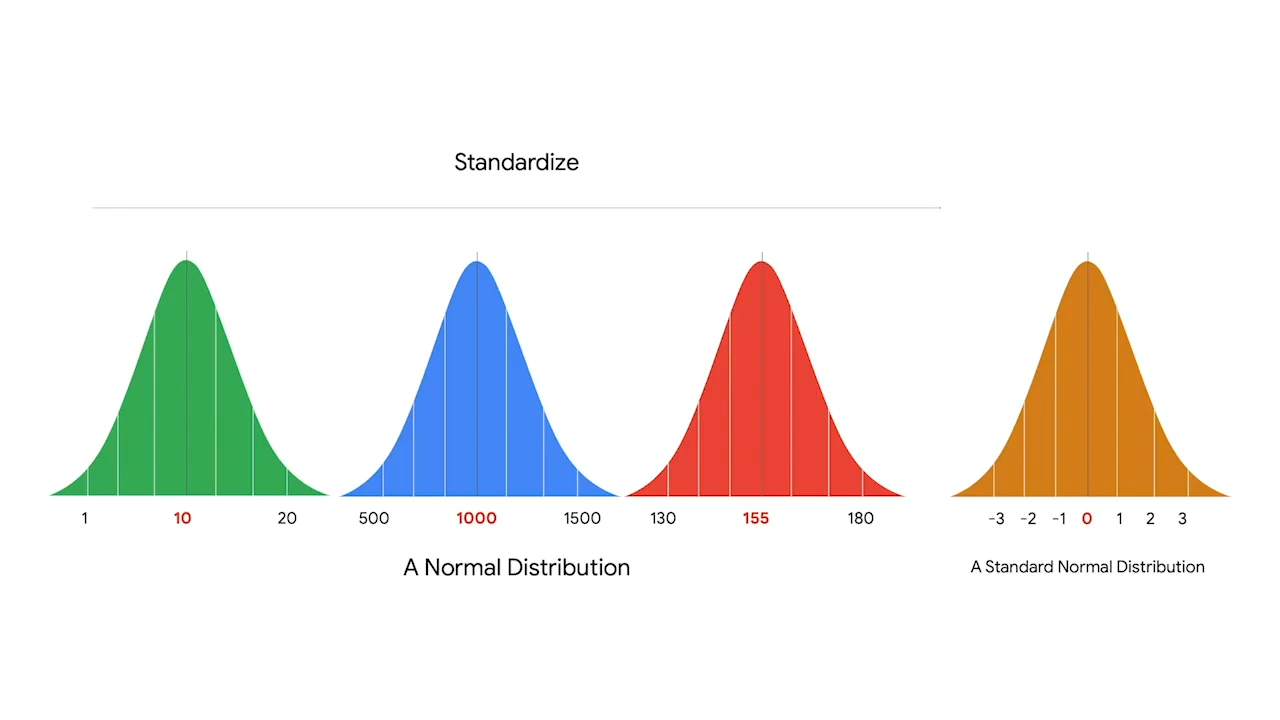 Standardize
1 10 20 500 1000 1500 130 155 180 -3 -2 -1 0 1 2 3
A Normal Distribution A Standard Normal Distribution